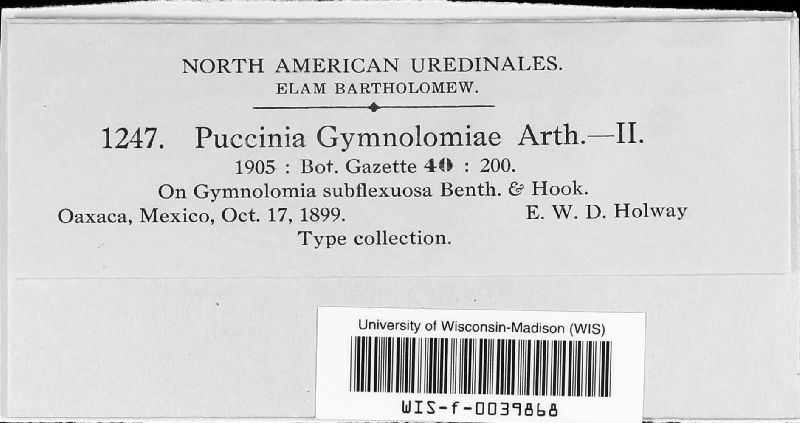 NORTH AMERICAN UREDINALES.
ELAM BARTHOLOMEW.
1247. Puccinia Gymnolomiae Arth.—II.
1905 : Bot. Gazette 40 : 200.
On Gymnolomia subflexuosa Benth. & Hook.
Oaxaca, Mexico, Oct. 17, 1899. E. W. D. Holway
Type collection.
University of Wisconsin-Madison (WIS)
WIS-f-0039868